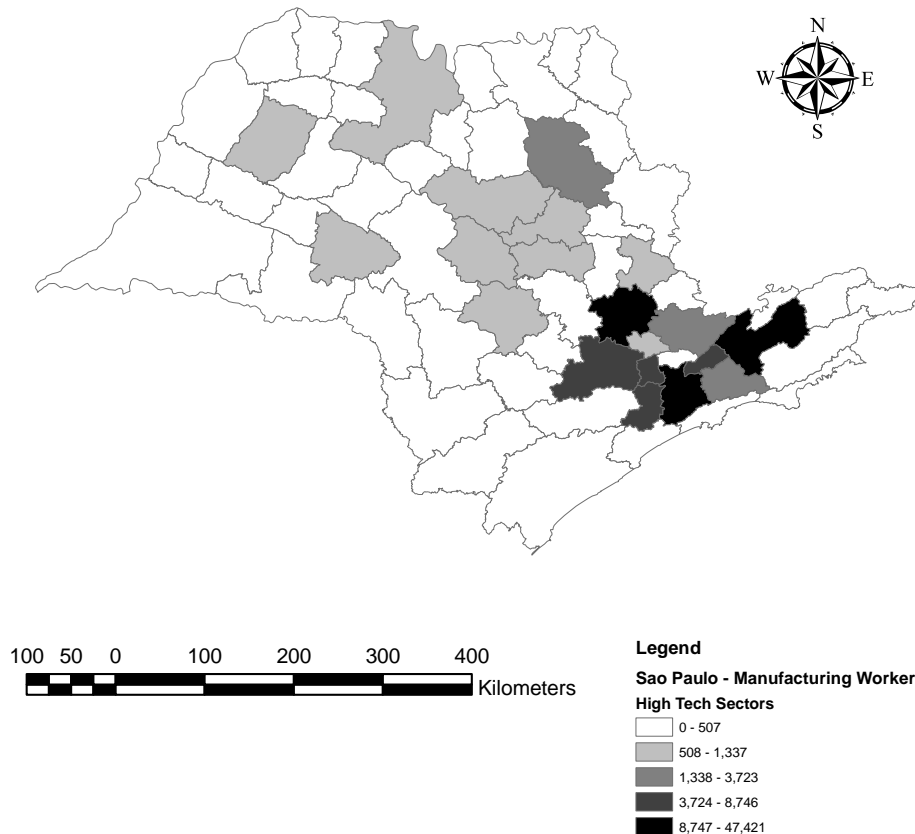 N
W E
S
100 50 0 100 200 300 400
Kilometers
Legend
Sao Paulo - Manufacturing Worker
High Tech Sectors
0 - 507
508 - 1,337
1,338 - 3,723
3,724 - 8,746
8,747 - 47,421